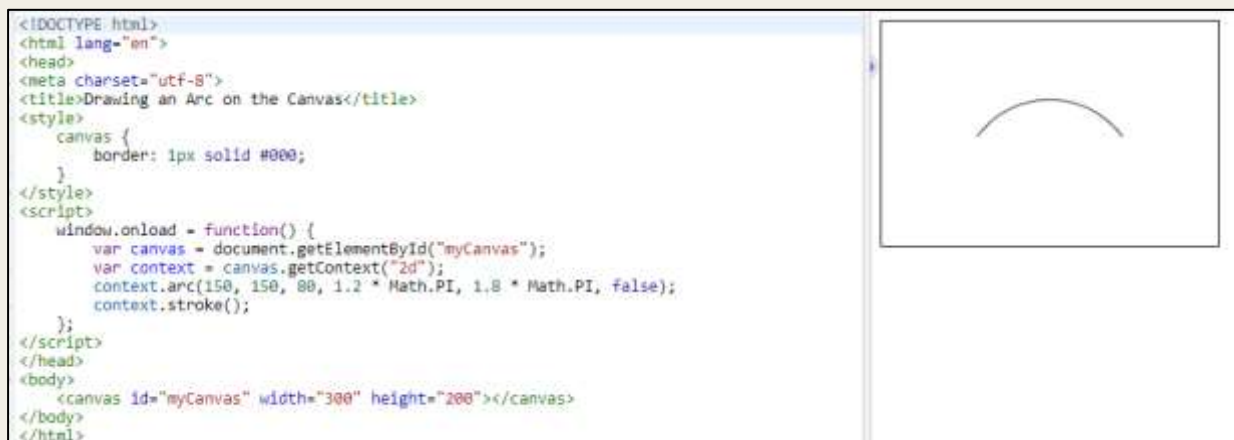 <!DOCTYPE html>
<html lang="en">
<head>
<meta charset="utf-8">
<title>Drawing an Arc on the Canvas</title>
<style>
    canvas {
        border: 1px solid #000;
    }
</style>
<script>
    window.onload = function() {
        var canvas = document.getElementById("myCanvas");
        var context = canvas.getContext("2d");
        context.arc(150, 150, 80, 1.2 * Math.PI, 1.8 * Math.PI, false);
        context.stroke();
    };
</script>
</head>
<body>
    <canvas id="myCanvas" width="300" height="200"></canvas>
</body>
</html>